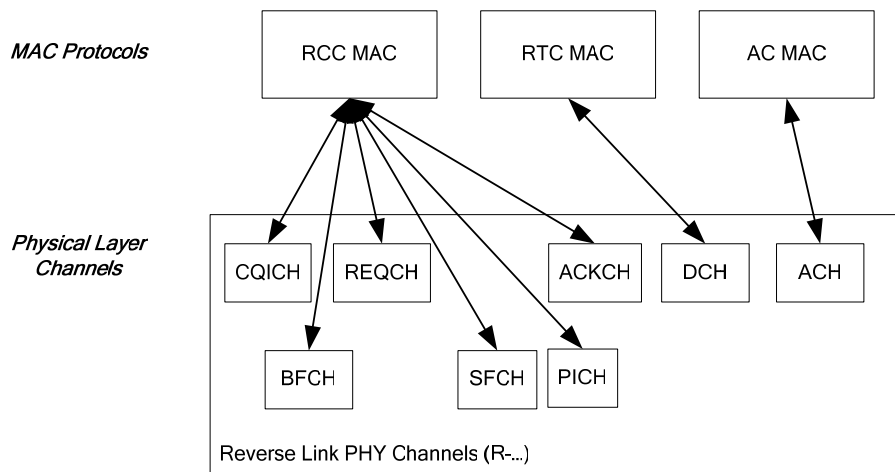 MAC Protocols
RCC MAC
RTC MAC
AC MAC
Physical Layer
Channels
CQICH
REQCH
ACKCH
DCH
ACH
BFCH
SFCH
PICH
Reverse Link PHY Channels (R-...)